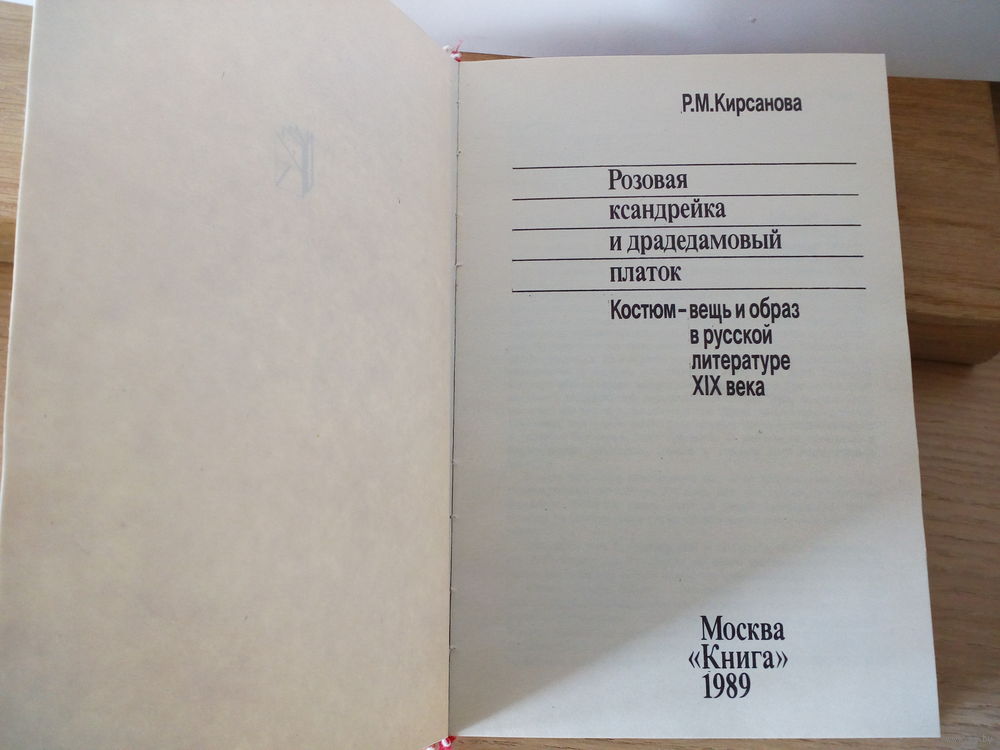 Р.М.Кирсанова
Розовая
ксандрейка
и драдедамовый
платок
Костюм – вещь и образ
в русской
литературе
XIX века
Москва
«Книга»
1989